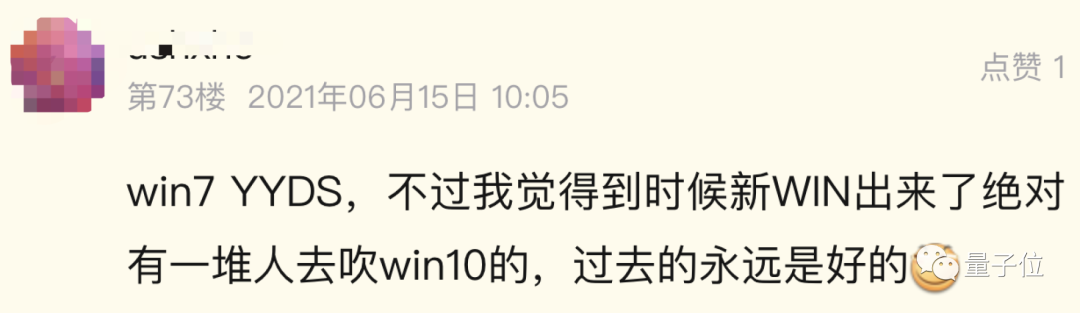 点赞 1
第73楼 2021年06月15日 10:05
win7 YYDS，不过我觉得到时候新WIN出来了绝对
有一堆人去吹win10的，过去的永远是好的
量子位